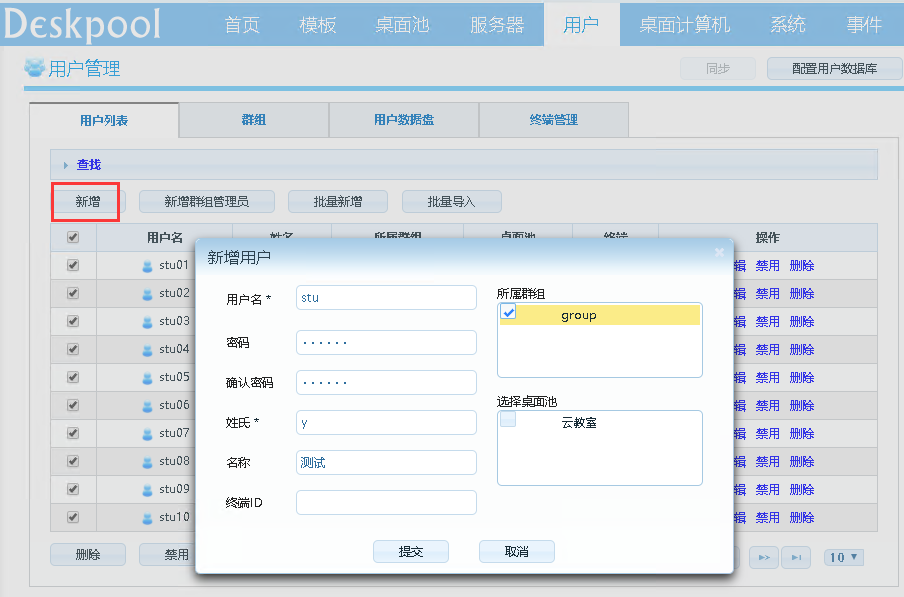 Deskpool 首页 模板 桌面池 服务器 用户 桌面计算机 系统 事件
用户管理 同步 配置用户数据库
用户列表 群组 用户数据盘 终端管理
查找
新增 新增群组管理员 批量新增 批量导入
用户名 姓名 所属群组 桌面池 终端 操作
stu01 辑 禁用 删除
stu02 辑 禁用 删除
stu03 辑 禁用 删除
stu04 辑 禁用 删除
stu05 辑 禁用 删除
stu06 辑 禁用 删除
stu07 辑 禁用 删除
stu08 辑 禁用 删除
stu09 辑 禁用 删除
stu10 辑 禁用 删除
删除 禁用 10
新增用户
用户名 * stu
密码 ······
确认密码 ······
姓氏 * y
名称 测试
终端ID
所属群组
group
选择桌面池
云教室
提交 取消